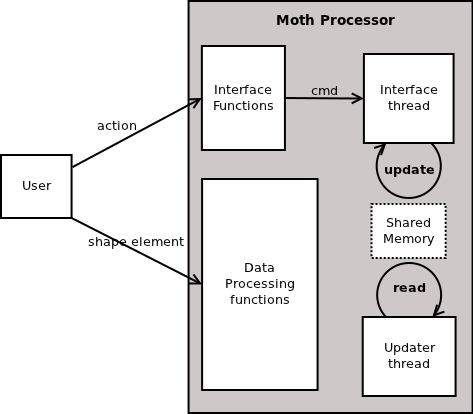 Moth Processor
Interface
Functions
cmd
Interface
thread
action
update
User
Shared
Memory
shape element
Data
Processing
functions
read
Updater
thread